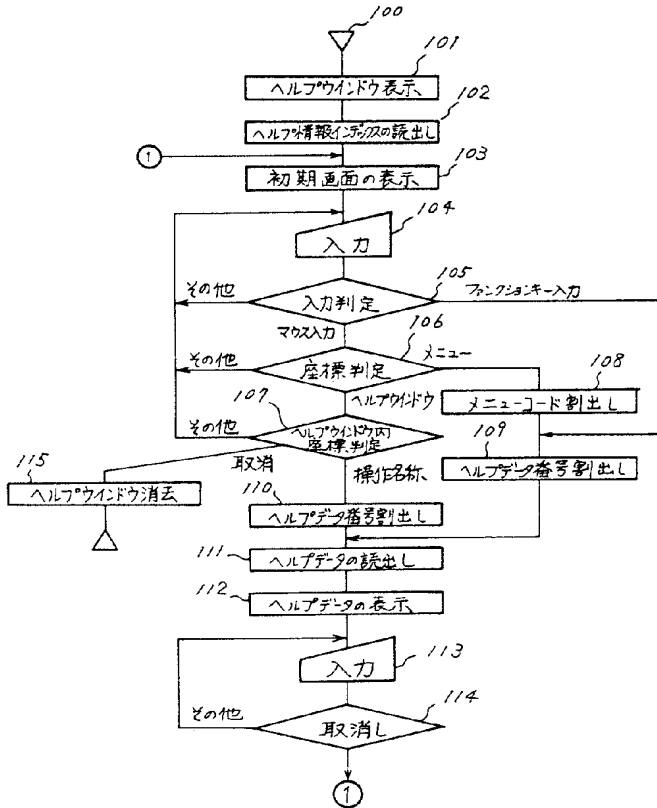 100
101
ヘルプウインドウ表示
102
ヘルプ情報インデックスの読出し
①
103
初期画面の表示
104
入力
105
その他
入力判定
ファンクションキー入力
マウス入力
106
その他
座標判定
メニュー
107
ヘルプウインドウ
108
メニューコード割出し
その他
ヘルプウインドウ内
座標判定
109
115
取消
操作名称
ヘルプデータ番号割出し
ヘルプウインドウ消去
110
ヘルプデータ番号割出し
111
ヘルプデータの読出し
112
ヘルプデータの表示
113
入力
114
その他
取消し
①